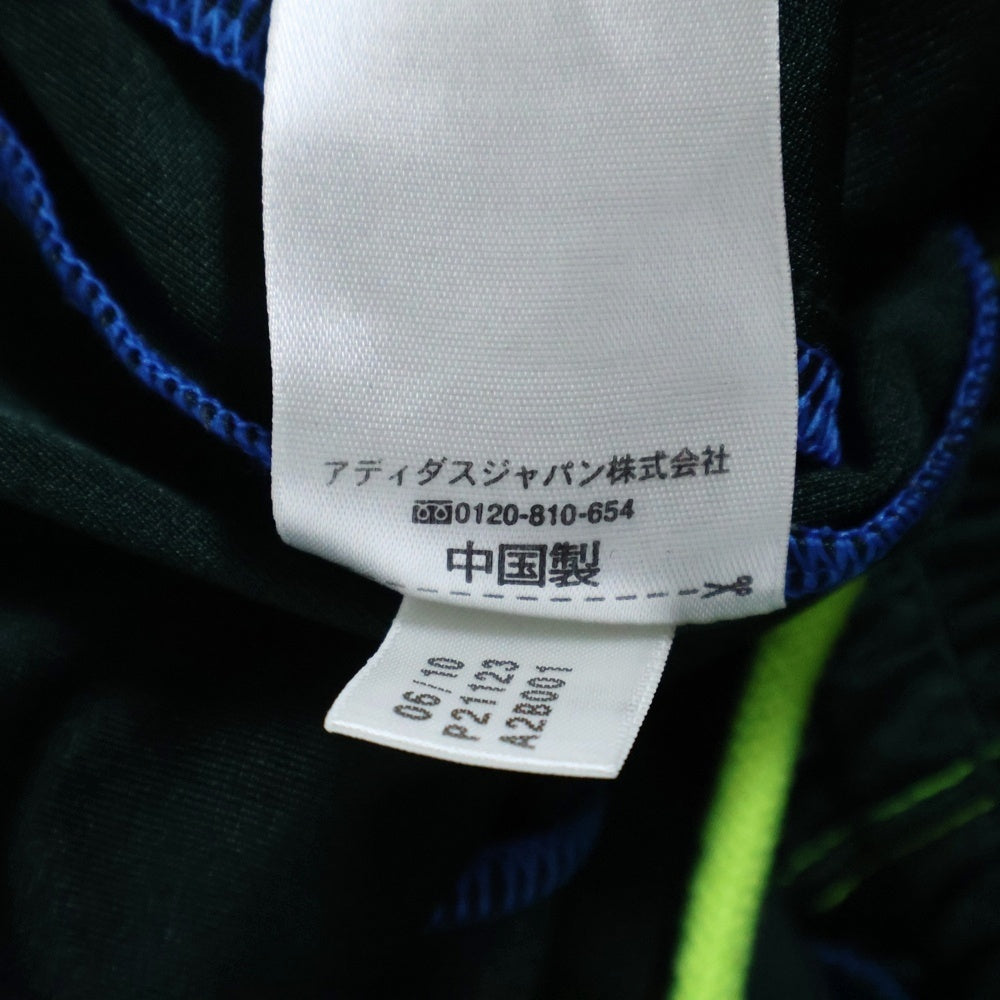 アディダスジャパン株式会社
0120-810-654
中国製
06/10
P21123
A2B001